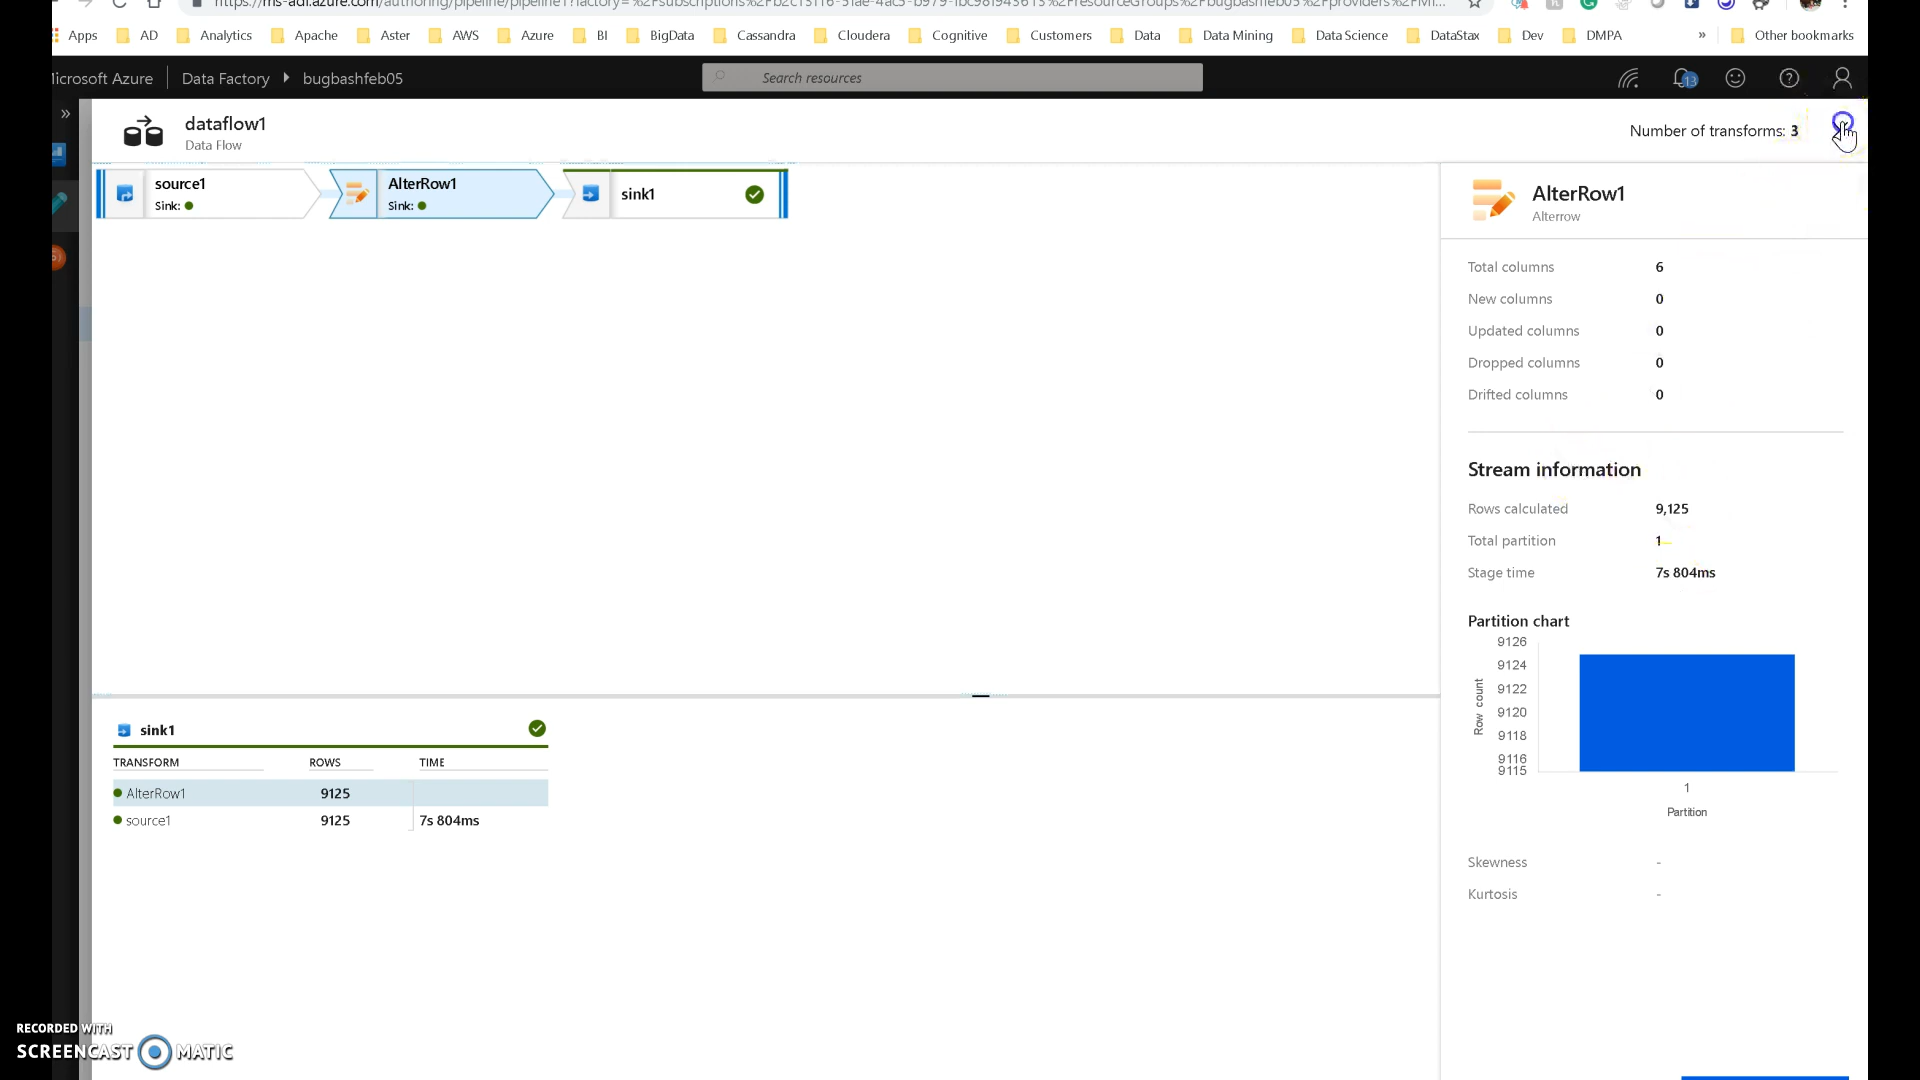 Apps AD Analytics Apache Aster AWS Azure BI BigData Cassandra Cloudera Cognitive Customers Data Data Mining Data Science DataStax Dev DMPA » Other bookmarks
icrosoft Azure Data Factory bugbashfeb05 Search resources 13
»
dataflow1
Data Flow
Number of transforms: 3
source1
Sink:
AlterRow1
Sink:
sink1
AlterRow1
Alterrow
Total columns 6
New columns 0
Updated columns 0
Dropped columns 0
Drifted columns 0
Stream information
Rows calculated 9,125
Total partition 1
Stage time 7s 804ms
Partition chart
9126
9124
9122
9120
9118
9116
9115
Row count
1
Partition
Skewness -
Kurtosis -
sink1
TRANSFORM ROWS TIME
AlterRow1 9125
source1 9125 7s 804ms
RECORDED WITH
SCREENCAST MATIC